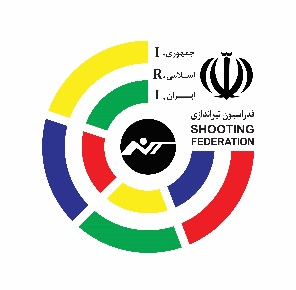 I . جمهوری
R . اسلامی
I . ایران
فدراسیون تیراندازی
SHOOTING
FEDERATION